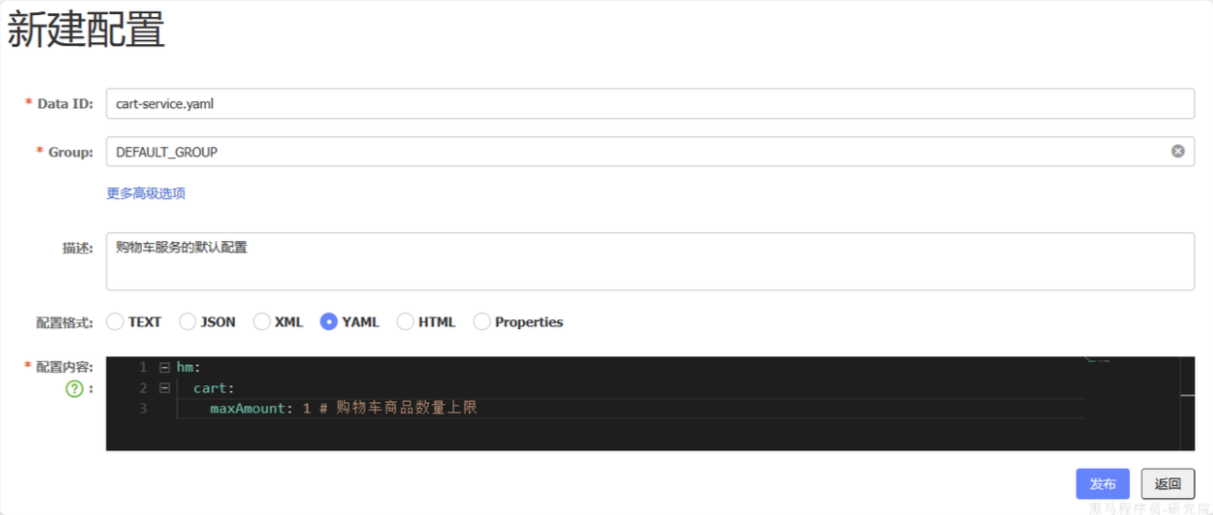 新建配置
* Data ID: cart-service.yaml
* Group: DEFAULT_GROUP
更多高级选项
描述: 购物车服务的默认配置
配置格式: TEXT JSON XML YAML HTML Properties
* 配置内容: 1 hm:
? : 2 cart:
3 maxAmount: 1 # 购物车商品数量上限
发布 返回
黑马程序员-研究院